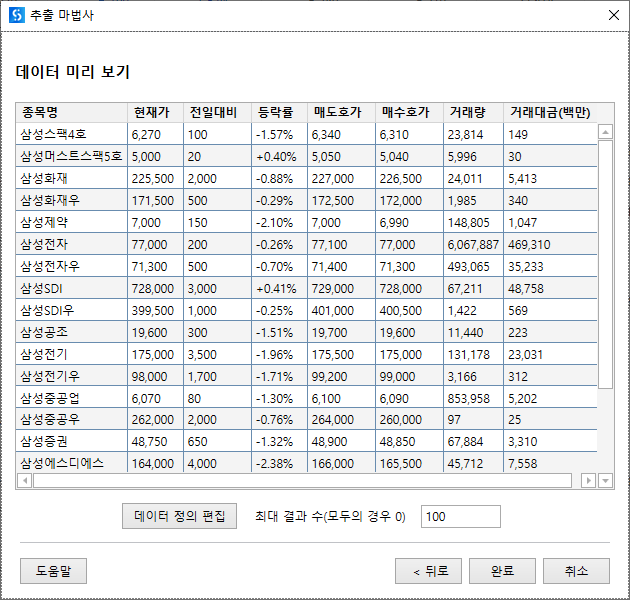 추출 마법사
데이터 미리 보기
종목명 현재가 전일대비 등락률 매도호가 매수호가 거래량 거래대금(백만)
삼성스팩4호 6,270 100 -1.57% 6,340 6,310 23,814 149
삼성머스트스팩5호 5,000 20 +0.40% 5,050 5,040 5,996 30
삼성화재 225,500 2,000 -0.88% 227,000 226,500 24,011 5,413
삼성화재우 171,500 500 -0.29% 172,500 172,000 1,985 340
삼성제약 7,000 150 -2.10% 7,000 6,990 148,805 1,047
삼성전자 77,000 200 -0.26% 77,100 77,000 6,067,887 469,310
삼성전자우 71,300 500 -0.70% 71,400 71,300 493,065 35,233
삼성SDI 728,000 3,000 +0.41% 729,000 728,000 67,211 48,758
삼성SDI우 399,500 1,000 -0.25% 401,000 400,500 1,422 569
삼성공조 19,600 300 -1.51% 19,700 19,600 11,440 223
삼성전기 175,000 3,500 -1.96% 175,500 175,000 131,178 23,031
삼성전기우 98,000 1,700 -1.71% 99,200 99,000 3,166 312
삼성중공업 6,070 80 -1.30% 6,100 6,090 853,958 5,202
삼성중공우 262,000 2,000 -0.76% 264,000 260,000 97 25
삼성증권 48,750 650 -1.32% 48,900 48,850 67,884 3,310
삼성에스디에스 164,000 4,000 -2.38% 166,000 165,500 45,712 7,558
데이터 정의 편집 최대 결과 수(모두의 경우 0) 100
도움말 < 뒤로 완료 취소